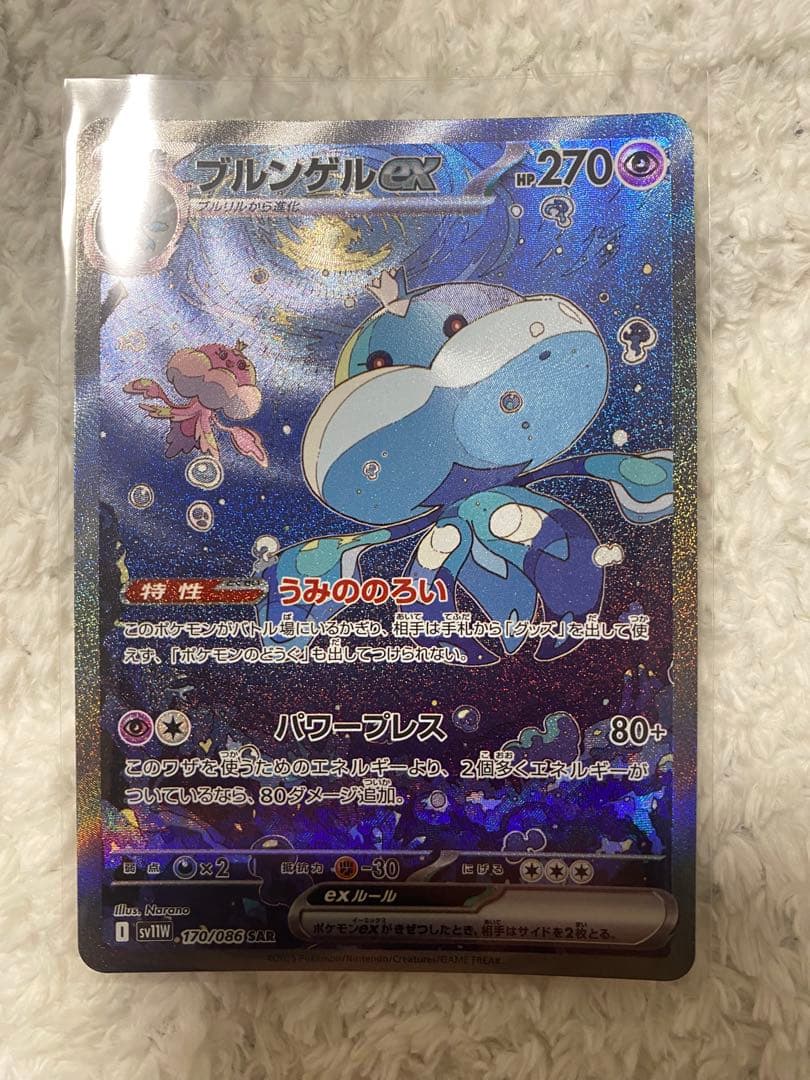 ブルンゲルex HP270
ブルリルから進化
特性 うみののろい
このポケモンがバトル場にいるかぎり、相手は手札から「グッズ」を出して使
えず、「ポケモンのどうぐ」も出してつけられない。
パワープレス 80+
このワザを使うためのエネルギーより、2個多くエネルギーが
ついているなら、80ダメージ追加。
弱点 ×2 抵抗力 -30 にげる
exルール
ポケモンexがきぜつしたとき、相手はサイドを2枚とる。
Illus. Narano
I sv11W 170/086 SAR
©2025 Pokémon/Nintendo/Creatures/GAME FREAK.